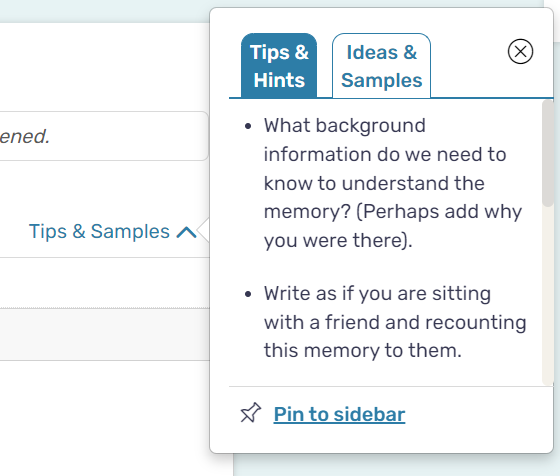 Tips &
Hints
Ideas &
Samples
ened.
Tips & Samples
• What background
information do we need to
know to understand the
memory? (Perhaps add why
you were there).
• Write as if you are sitting
with a friend and recounting
this memory to them.
Pin to sidebar